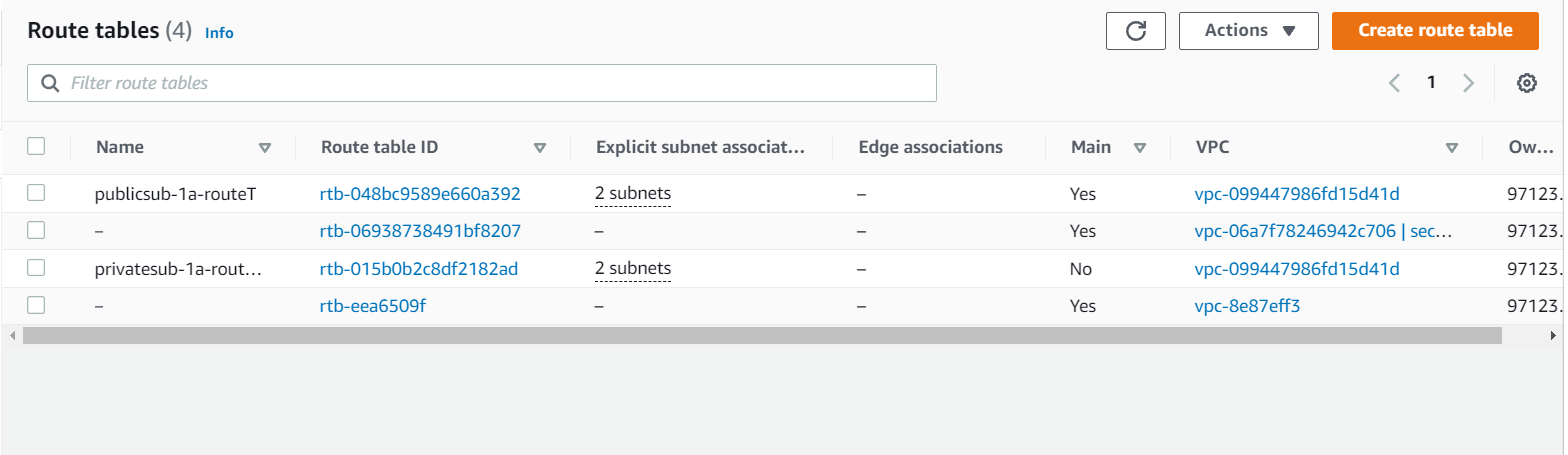 Route tables (4) Info Actions Create route table
Filter route tables 1
Name Route table ID Explicit subnet associat... Edge associations Main VPC Ow...
publicsub-1a-routeT rtb-048bc9589e660a392 2 subnets – Yes vpc-099447986fd15d41d 97123.
– rtb-06938738491bf8207 – – Yes vpc-06a7f78246942c706 | sec... 97123.
privatesub-1a-rout... rtb-015b0b2c8df2182ad 2 subnets – No vpc-099447986fd15d41d 97123.
– rtb-eea6509f – – Yes vpc-8e87eff3 97123.